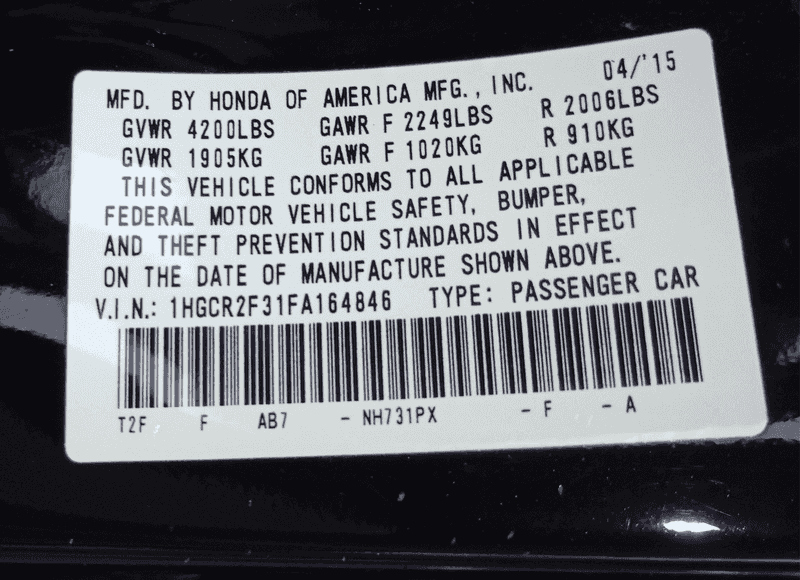 MFD. BY HONDA OF AMERICA MFG., INC. 04/'15
GVWR 4200LBS GAWR F 2249LBS R 2006LBS
GVWR 1905KG GAWR F 1020KG R 910KG
THIS VEHICLE CONFORMS TO ALL APPLICABLE
FEDERAL MOTOR VEHICLE SAFETY, BUMPER,
AND THEFT PREVENTION STANDARDS IN EFFECT
ON THE DATE OF MANUFACTURE SHOWN ABOVE.
V.I.N.: 1HGCR2F31FA164846 TYPE: PASSENGER CAR
T2F F AB7 - NH731PX - F - A